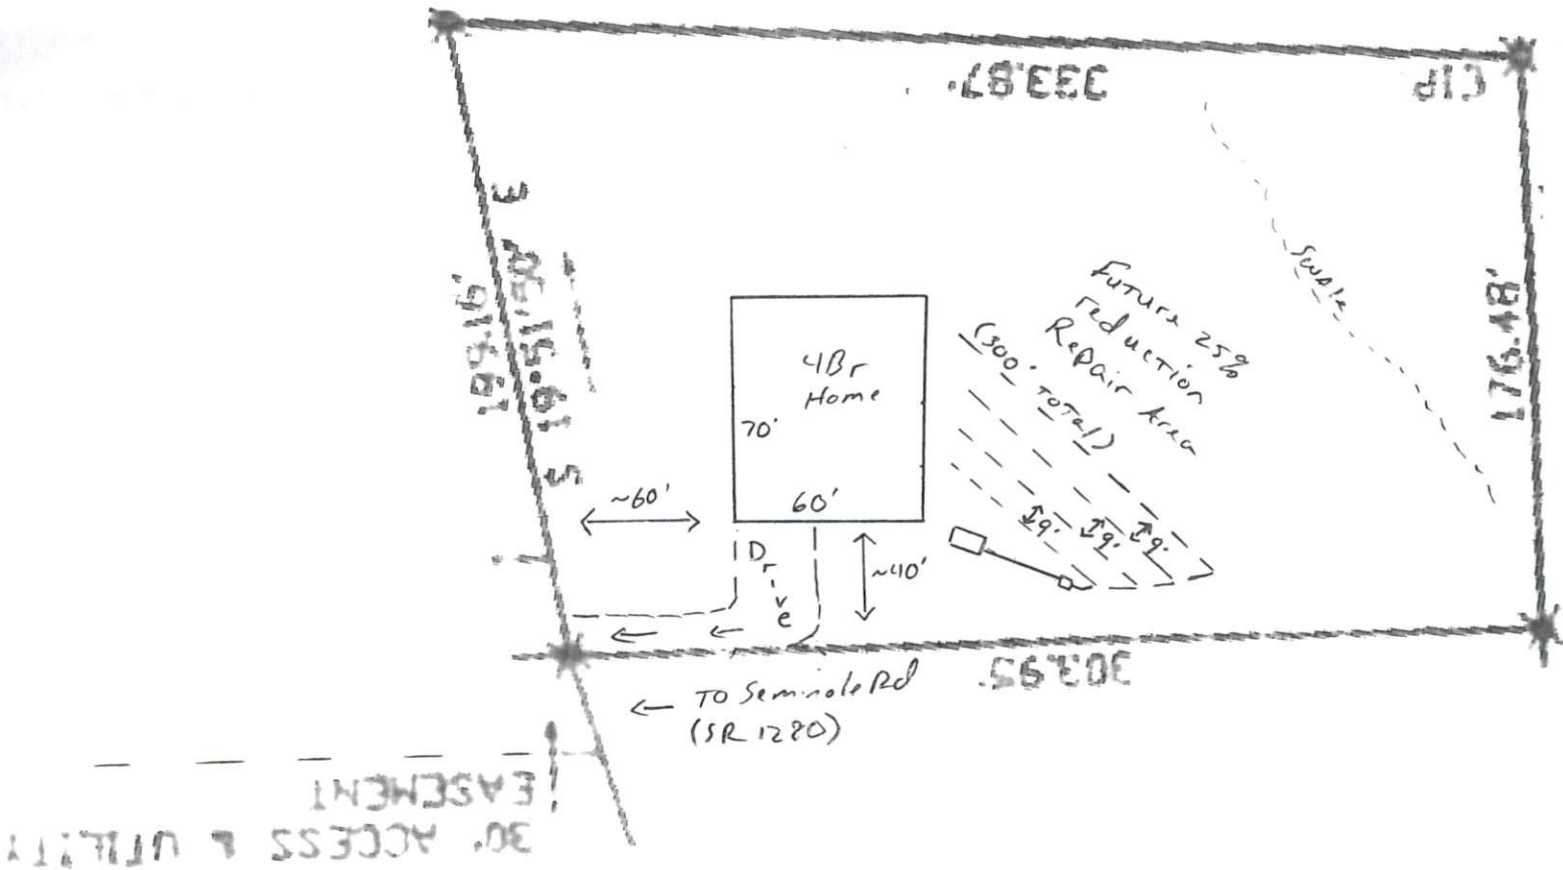 333.87'
EIP
S 19°51'50" E
199.16'
176.48'
Swale
Future 25%
reduction
Repair Area
(300' Total)
4Br
Home
70'
60'
~60'
~40'
9'
9'
9'
Drive
303.95'
← TO Seminole Rd
(SR 1280)
EASEMENT
30' ACCESS & UTILITY